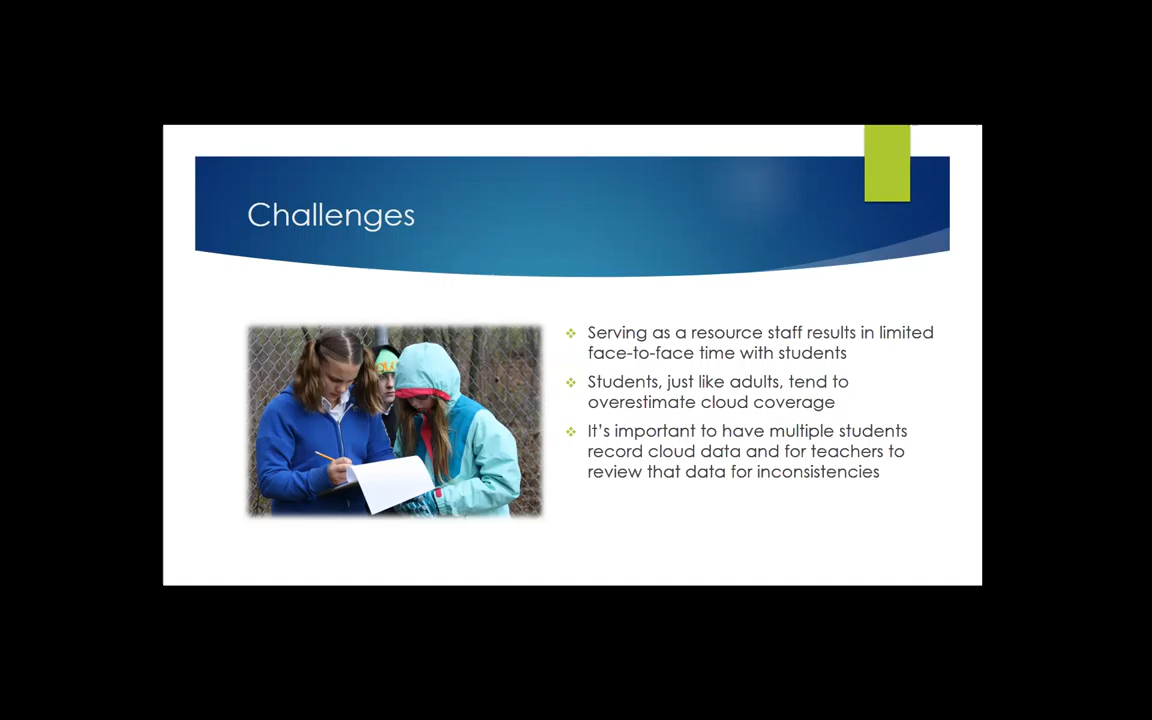 Challenges
Serving as a resource staff results in limited
face-to-face time with students
Students, just like adults, tend to
overestimate cloud coverage
It’s important to have multiple students
record cloud data and for teachers to
review that data for inconsistencies